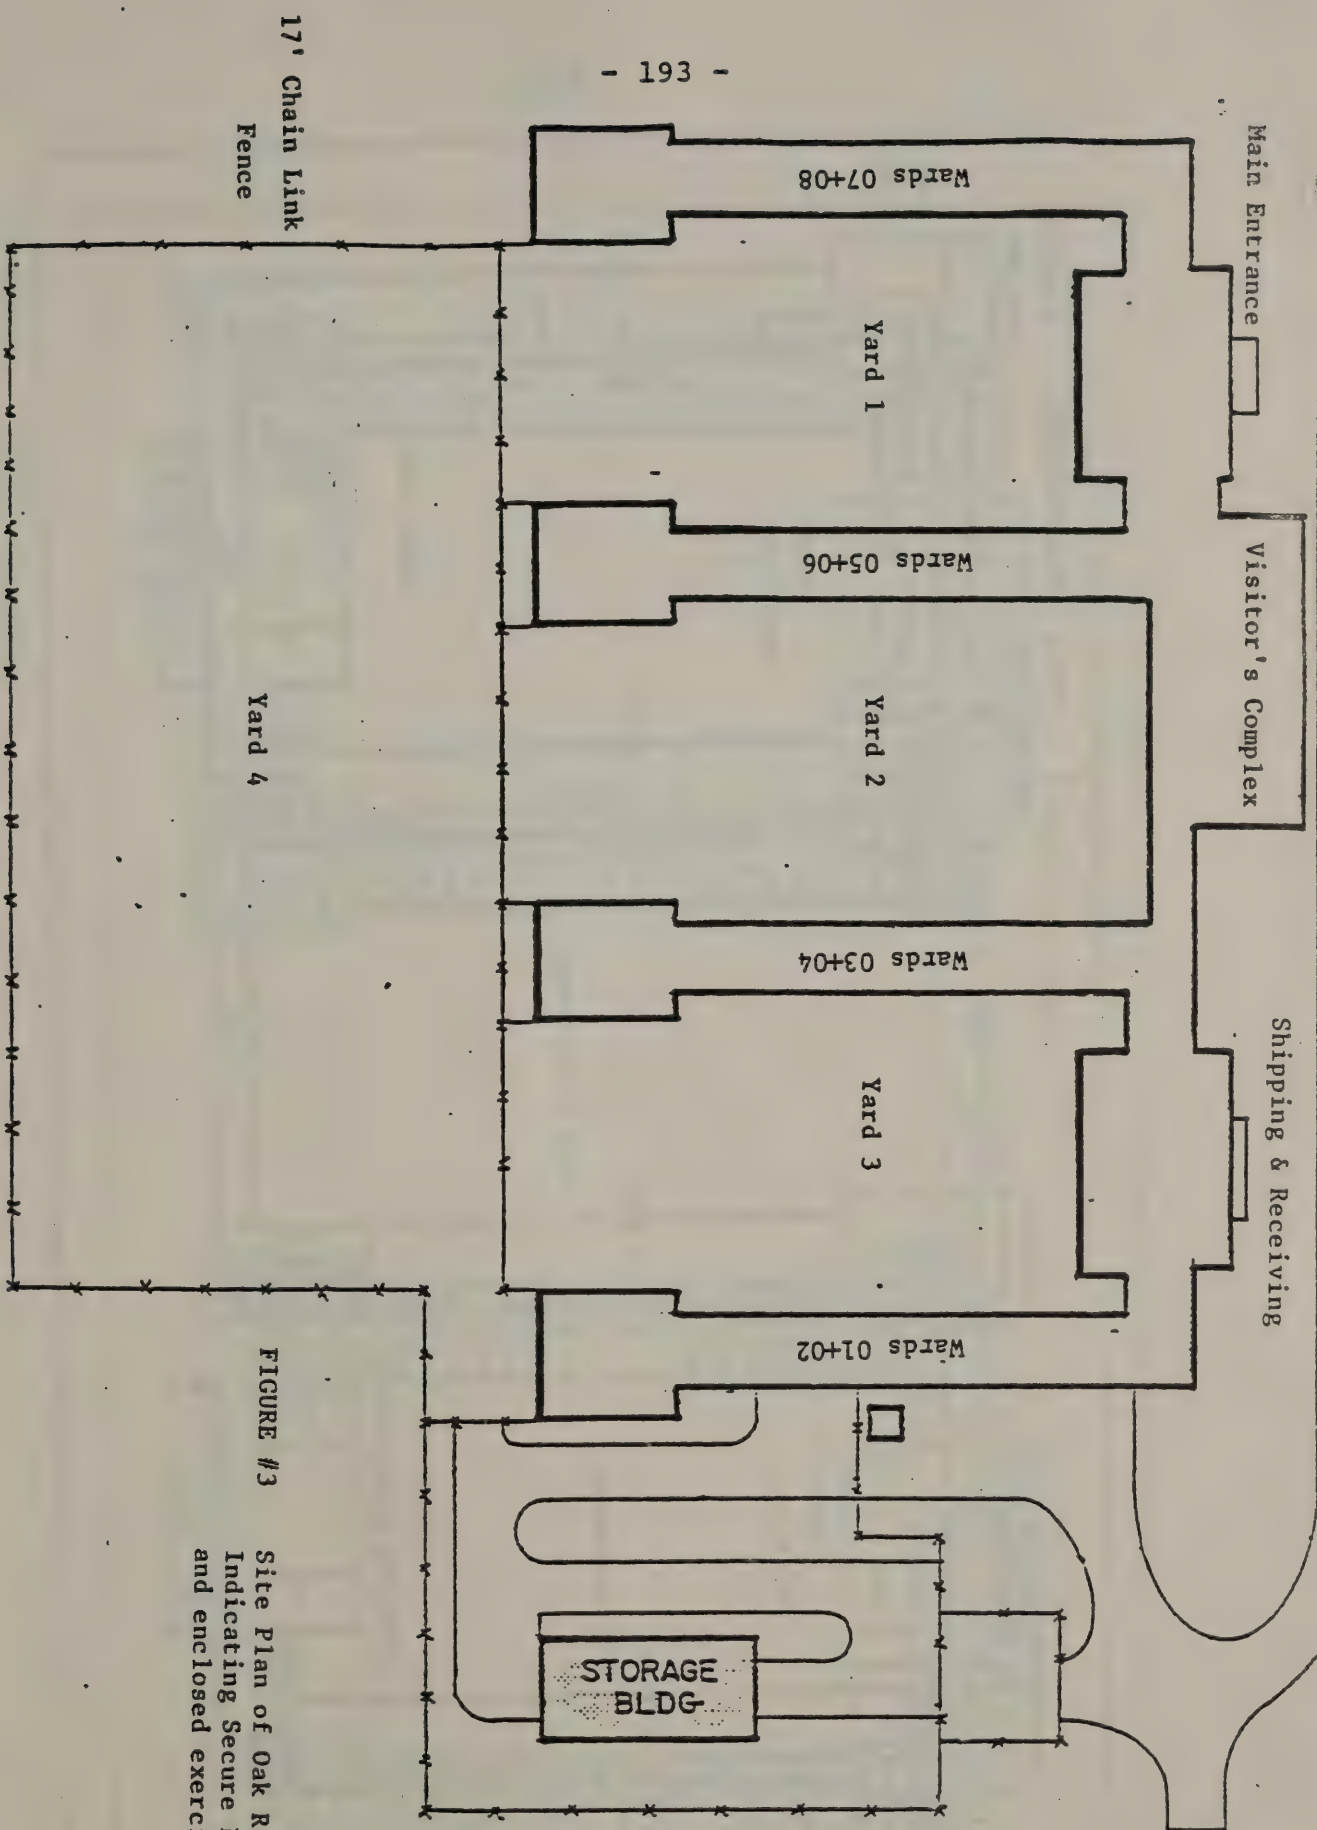 - 193 -
Main Entrance
Visitor's Complex
Shipping & Receiving
Wards 07+08
Wards 05+06
Wards 03+04
Wards 01+02
Yard 1
Yard 2
Yard 3
Yard 4
17' Chain Link
Fence
STORAGE
BLDG
FIGURE #3 Site Plan of Oak
Indicating Secure
and enclosed